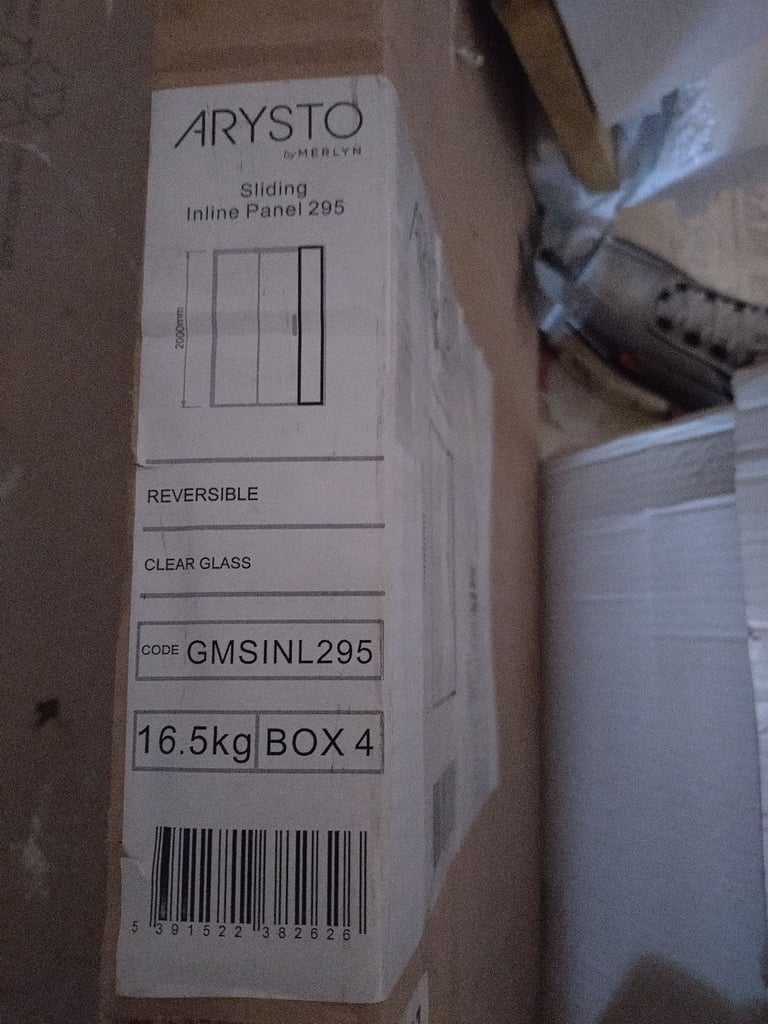 ARYSTO
by MERLYN
Sliding
Inline Panel 295
2000mm
REVERSIBLE
CLEAR GLASS
CODE GMSINL295
16.5kg BOX 4
5 391522 382626